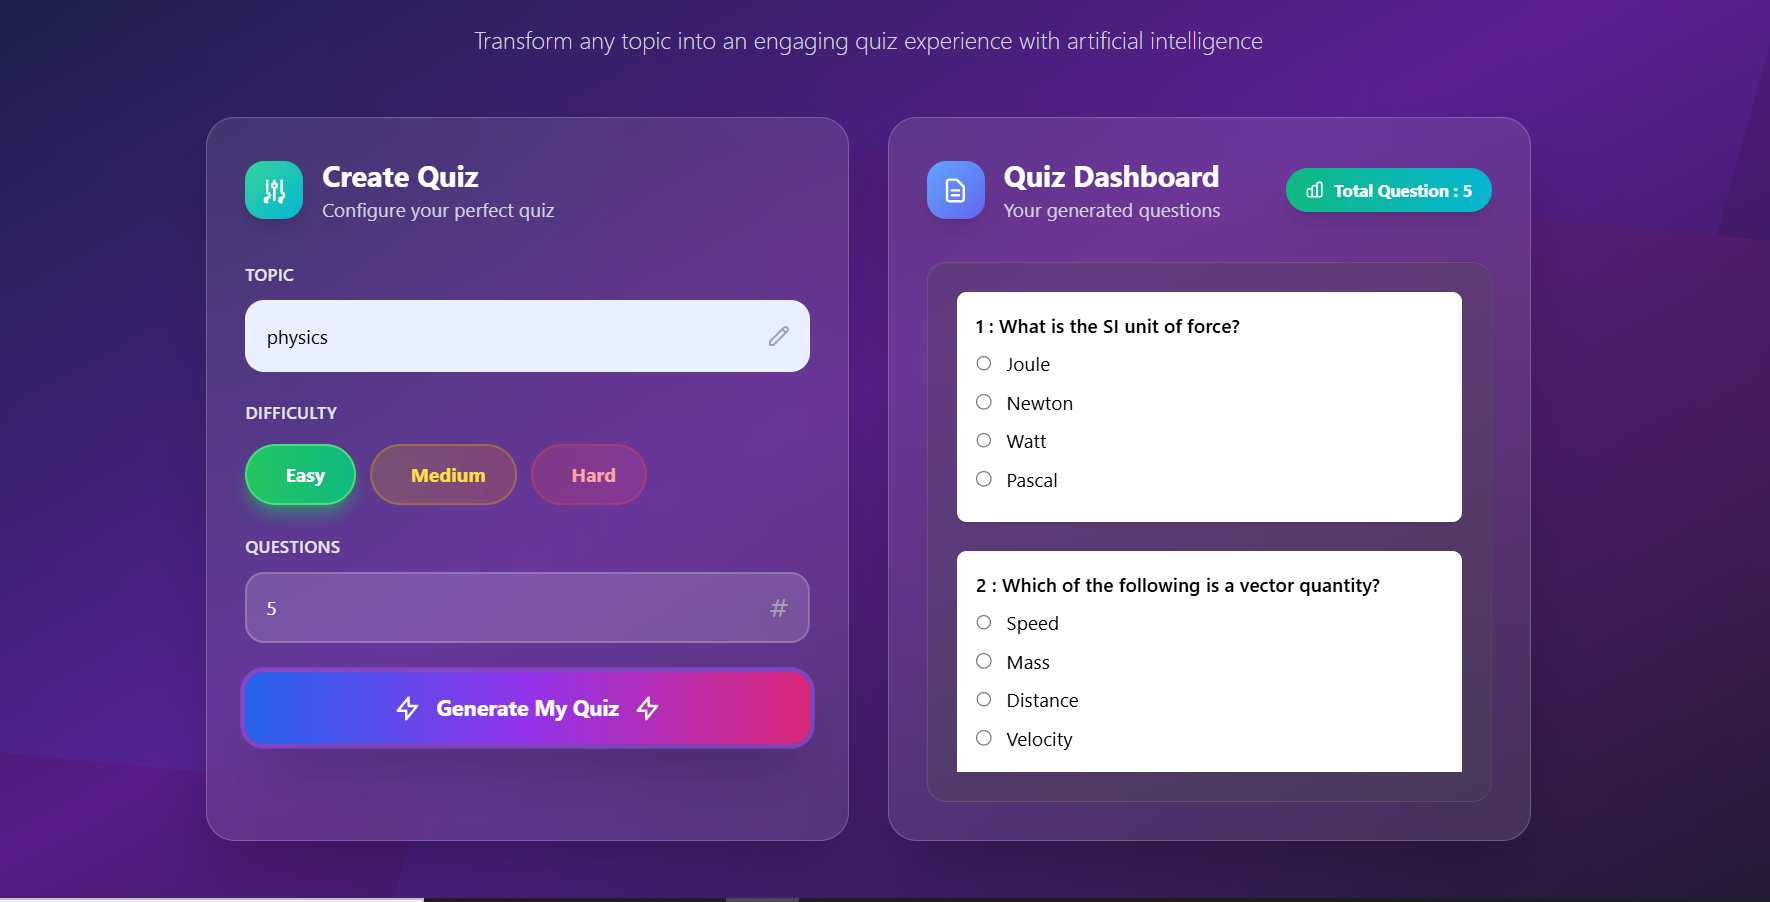 Transform any topic into an engaging quiz experience with artificial intelligence
Create Quiz
Configure your perfect quiz
TOPIC
physics
DIFFICULTY
Easy
Medium
Hard
QUESTIONS
5
#
Generate My Quiz
Quiz Dashboard
Your generated questions
Total Question : 5
1 : What is the SI unit of force?
Joule
Newton
Watt
Pascal
2 : Which of the following is a vector quantity?
Speed
Mass
Distance
Velocity